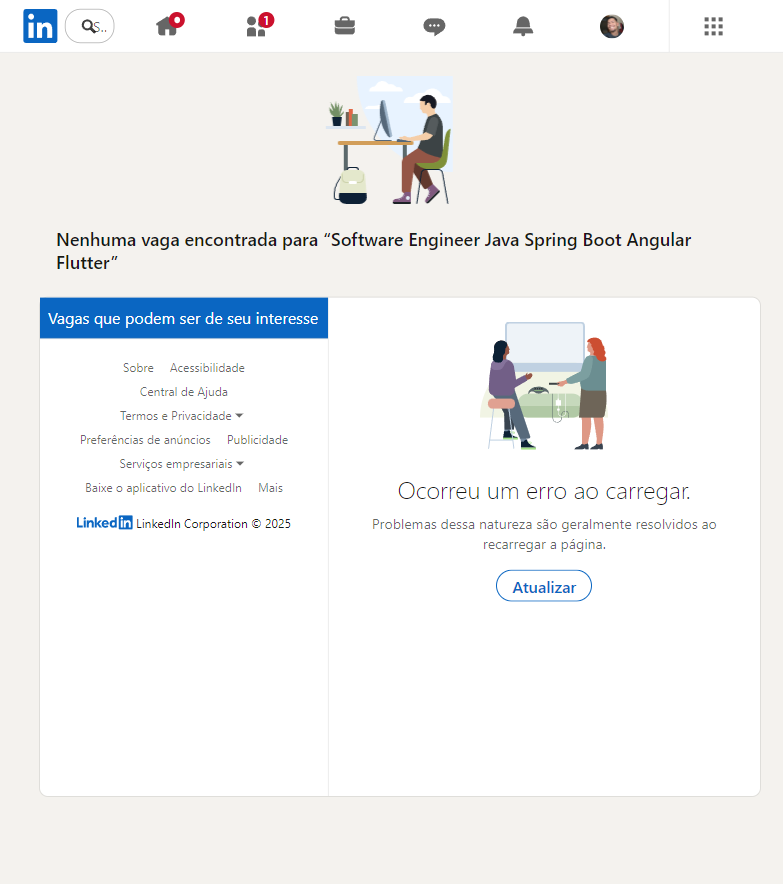 in
S..
1
Nenhuma vaga encontrada para “Software Engineer Java Spring Boot Angular
Flutter”
Vagas que podem ser de seu interesse
Sobre Acessibilidade
Central de Ajuda
Termos e Privacidade
Preferências de anúncios Publicidade
Serviços empresariais
Baixe o aplicativo do LinkedIn Mais
LinkedIn LinkedIn Corporation © 2025
Ocorreu um erro ao carregar.
Problemas dessa natureza são geralmente resolvidos ao
recarregar a página.
Atualizar